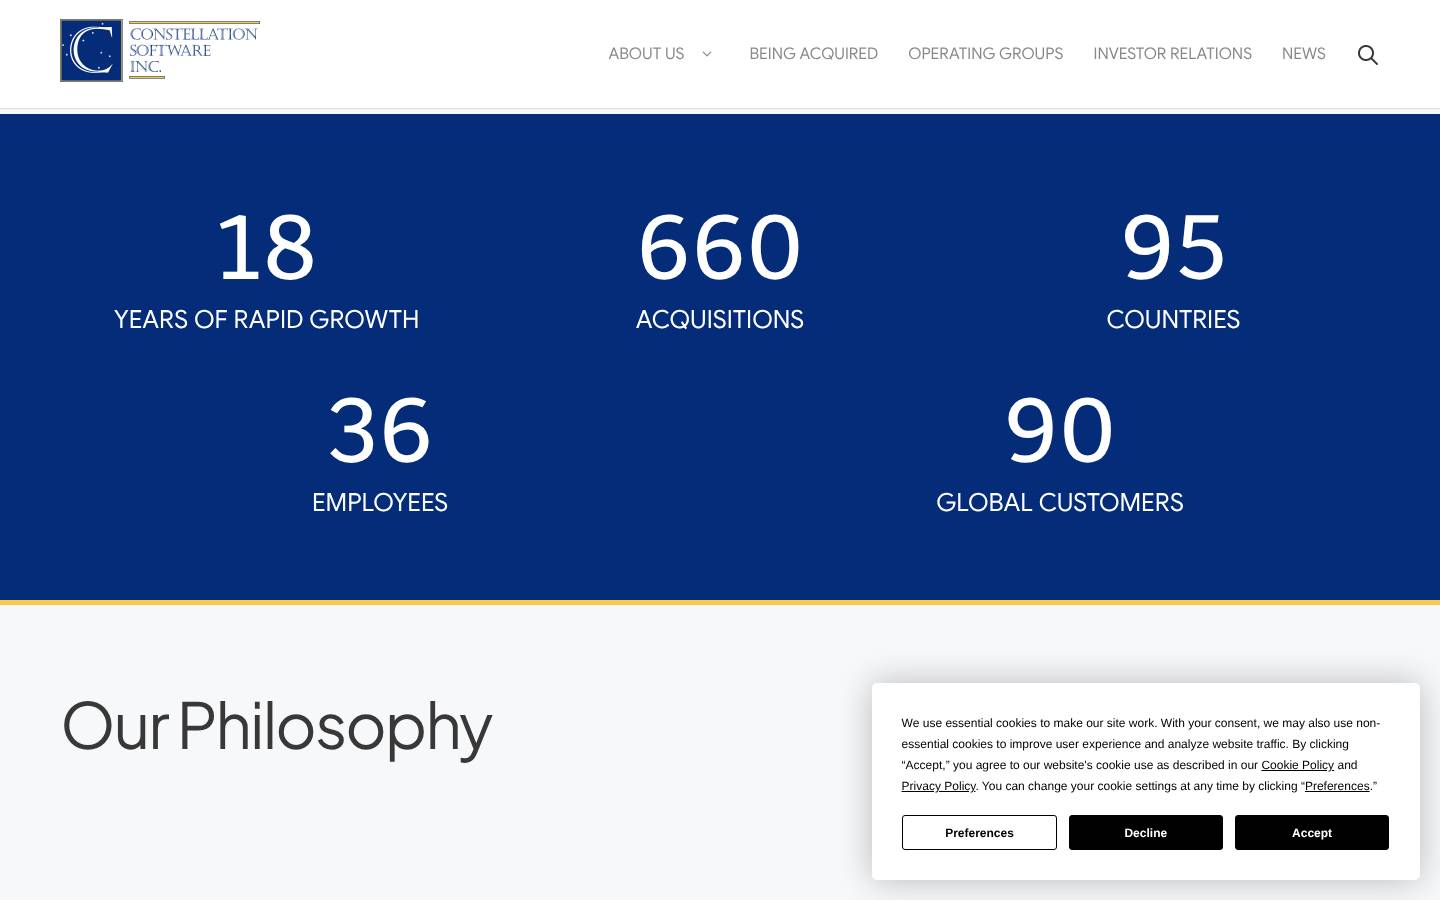 CONSTELLATION
SOFTWARE
INC.
ABOUT US
BEING ACQUIRED
OPERATING GROUPS
INVESTOR RELATIONS
NEWS
18
YEARS OF RAPID GROWTH
660
ACQUISITIONS
95
COUNTRIES
36
EMPLOYEES
90
GLOBAL CUSTOMERS
Our Philosophy
We use essential cookies to make our site work. With your consent, we may also use non-
essential cookies to improve user experience and analyze website traffic. By clicking
“Accept,” you agree to our website's cookie use as described in our Cookie Policy and
Privacy Policy. You can change your cookie settings at any time by clicking “Preferences.”
Preferences
Decline
Accept